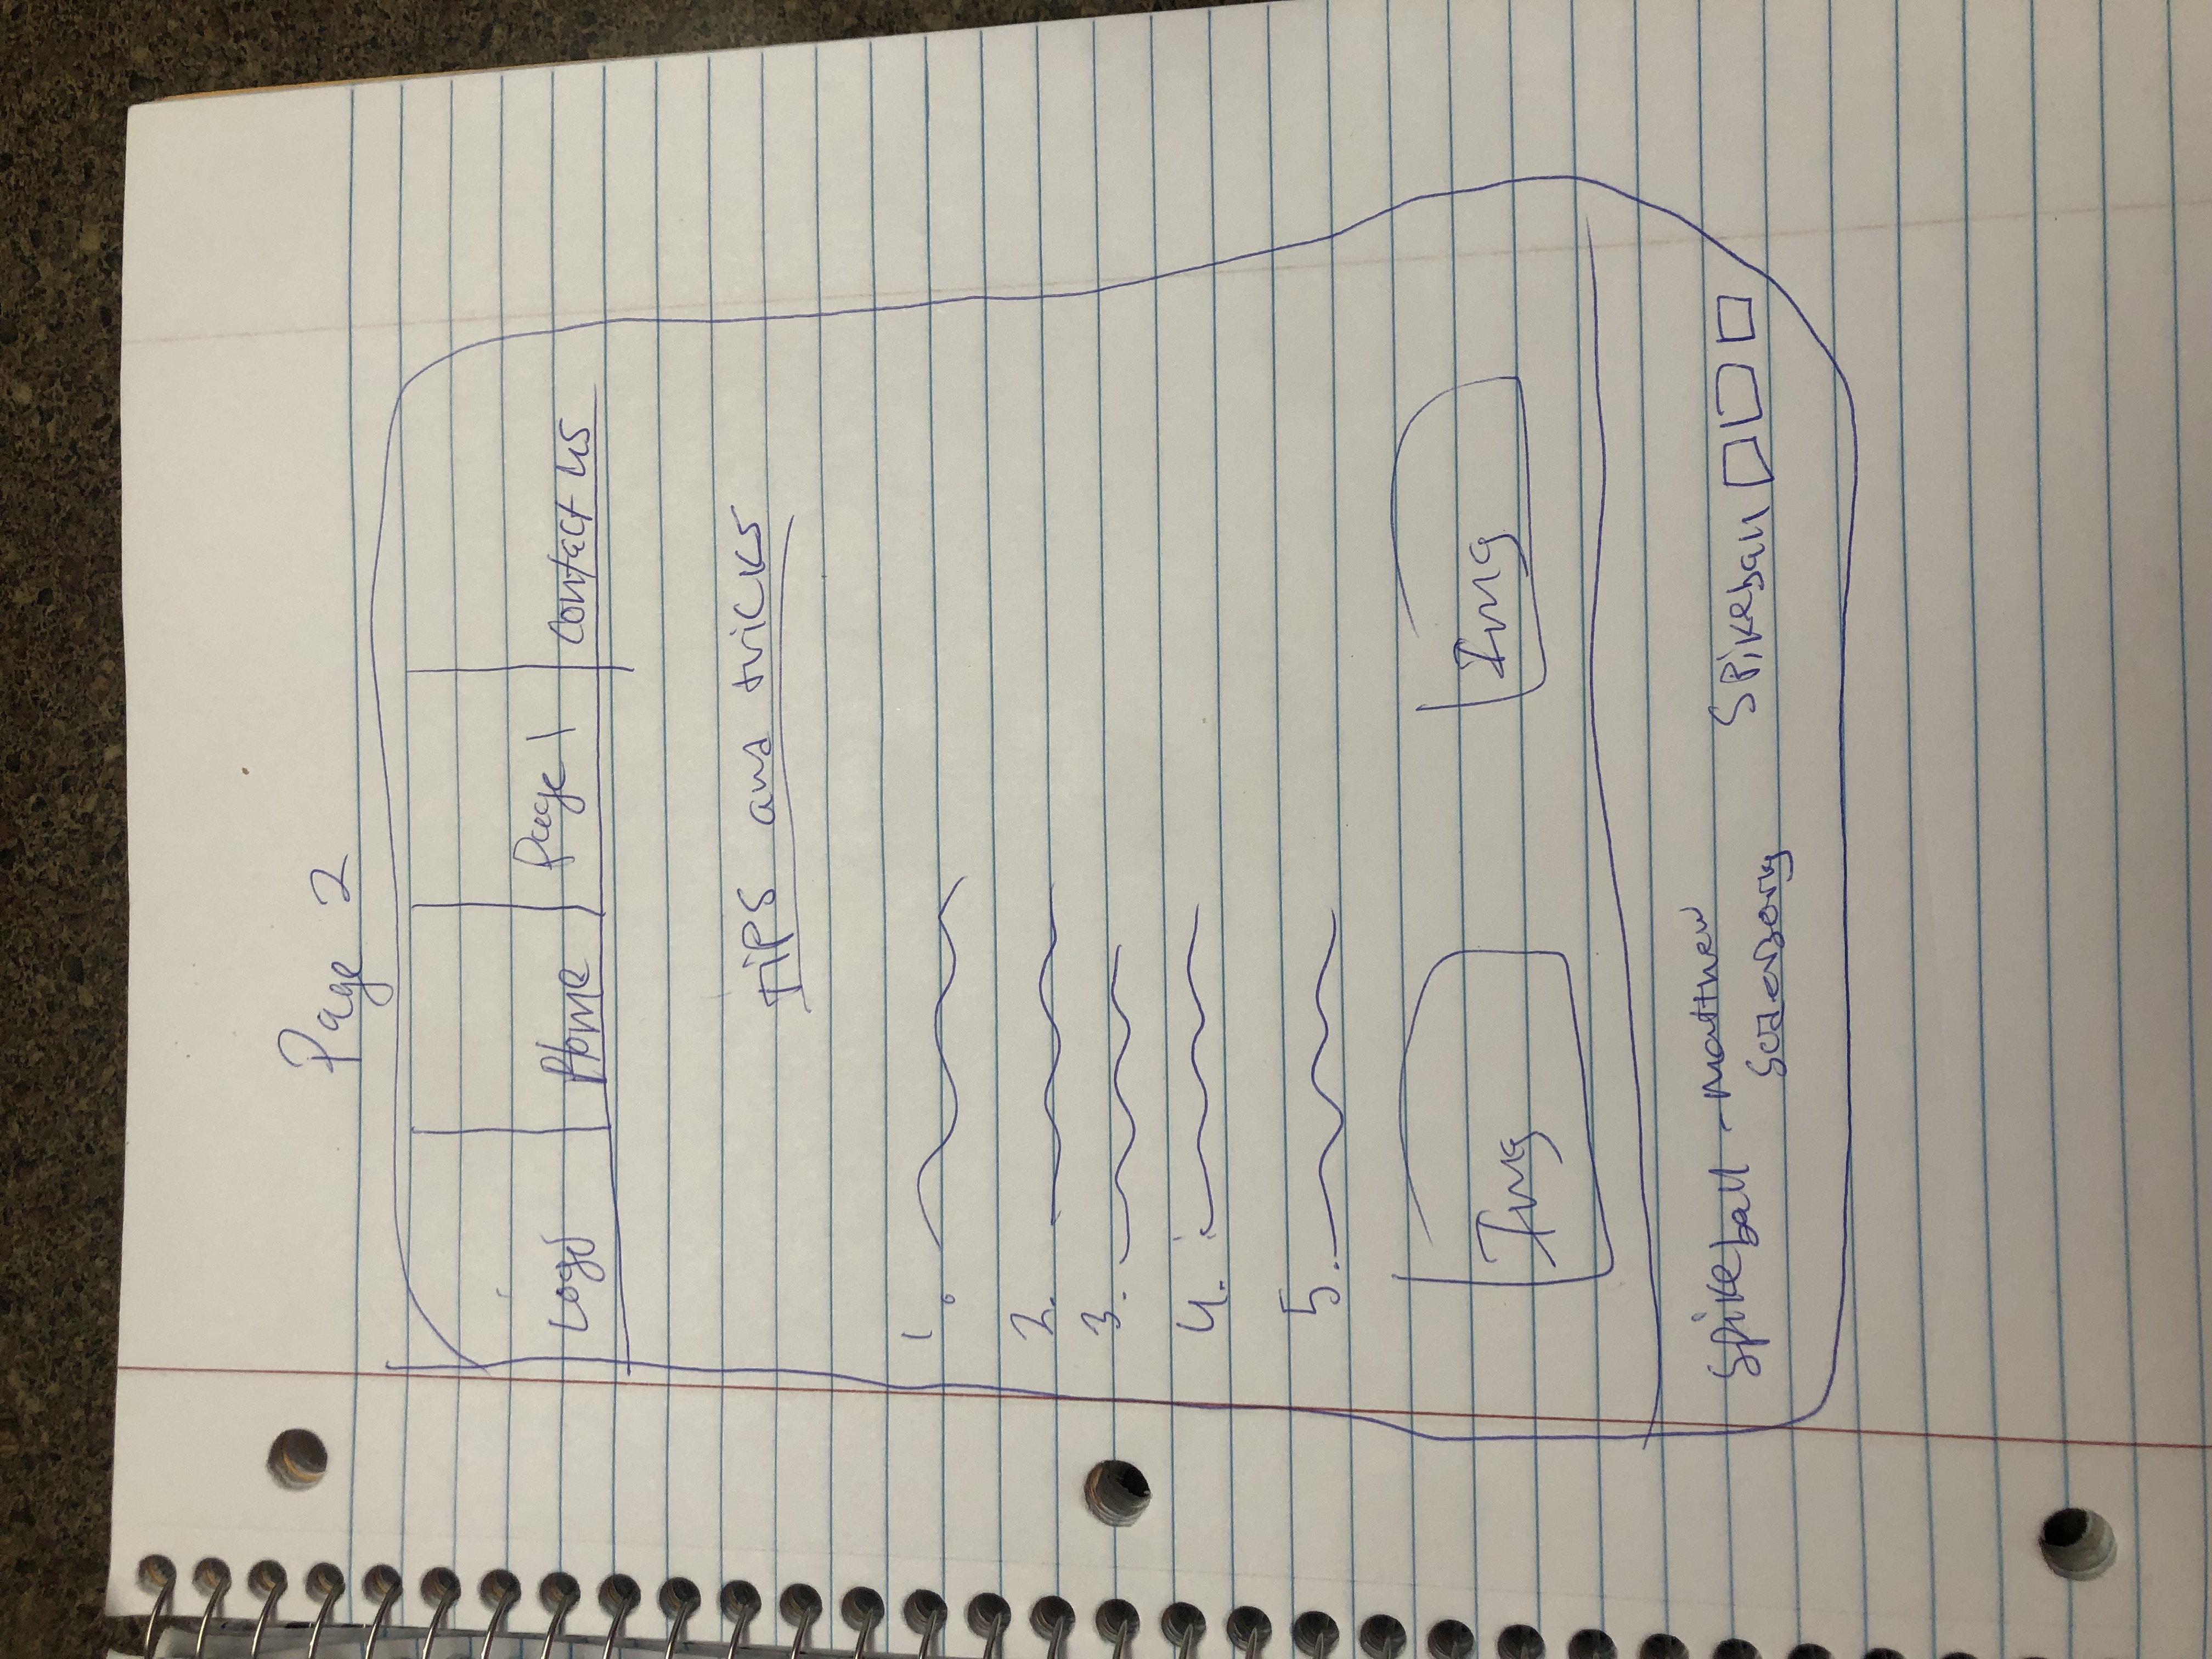 Page 2
Logo Home Page 1 Contact us
Tips and tricks
1.
2.
3.
4.
5.
Img Img
Spikeball - Matthew Spikeball